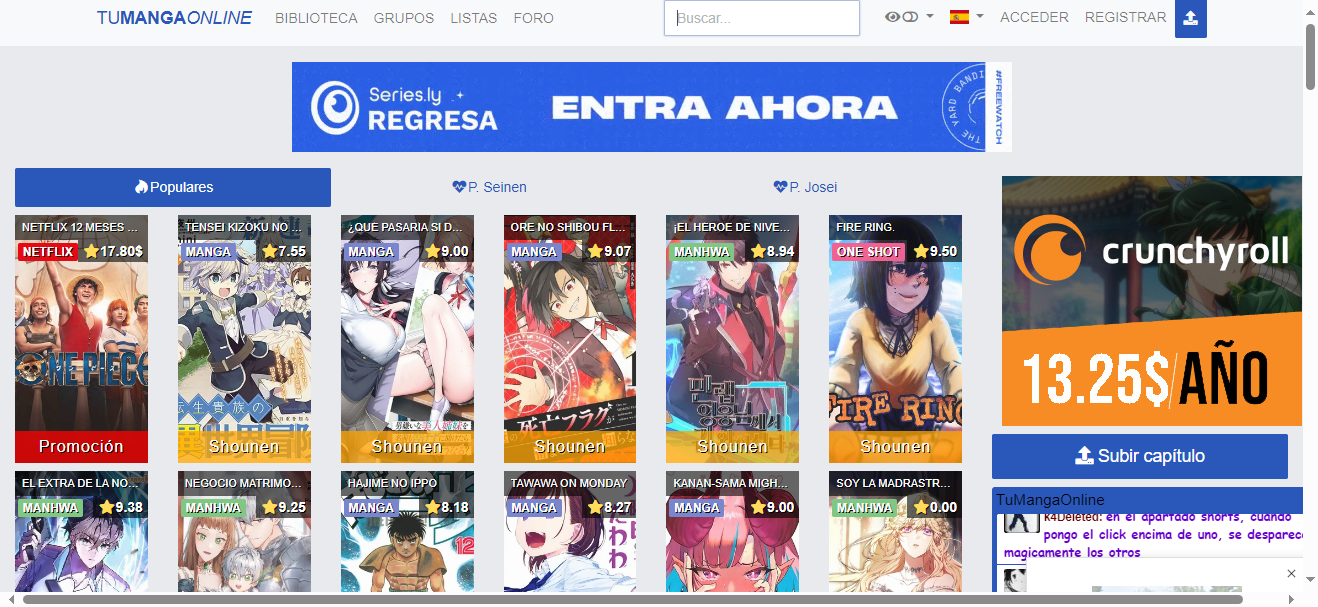 TUMANGAONLINE
BIBLIOTECA
GRUPOS
LISTAS
FORO
Buscar...
ACCEDER
REGISTRAR
Series.ly
REGRESA
ENTRA AHORA
THE YARD BANDI
#FREEWATCH
Populares
P. Seinen
P. Josei
NETFLIX 12 MESES ...
NETFLIX
17.80$
ONE PIECE
Promoción
TENSEI KIZOKU NO ...
MANGA
7.55
Shounen
¿QUE PASARIA SI D...
MANGA
9.00
Shounen
ORE NO SHIBOU FL...
MANGA
9.07
Shounen
¡EL HEROE DE NIVE...
MANHWA
8.94
Shounen
FIRE RING.
ONE SHOT
9.50
FIRE RING
Shounen
crunchyroll
13.25$/AÑO
Subir capítulo
EL EXTRA DE LA NO...
MANHWA
9.38
NEGOCIO MATRIMO...
MANHWA
9.25
HAJIME NO IPPO
MANGA
8.18
12
TAWAWA ON MONDAY
MANGA
8.27
KANAN-SAMA MIGH...
MANGA
9.00
SOY LA MADRASTR...
MANHWA
0.00
TuMangaOnline
k4Deleted: en el apartado shorts, cuando
pongo el click encima de uno, se desparece
magicamente los otros